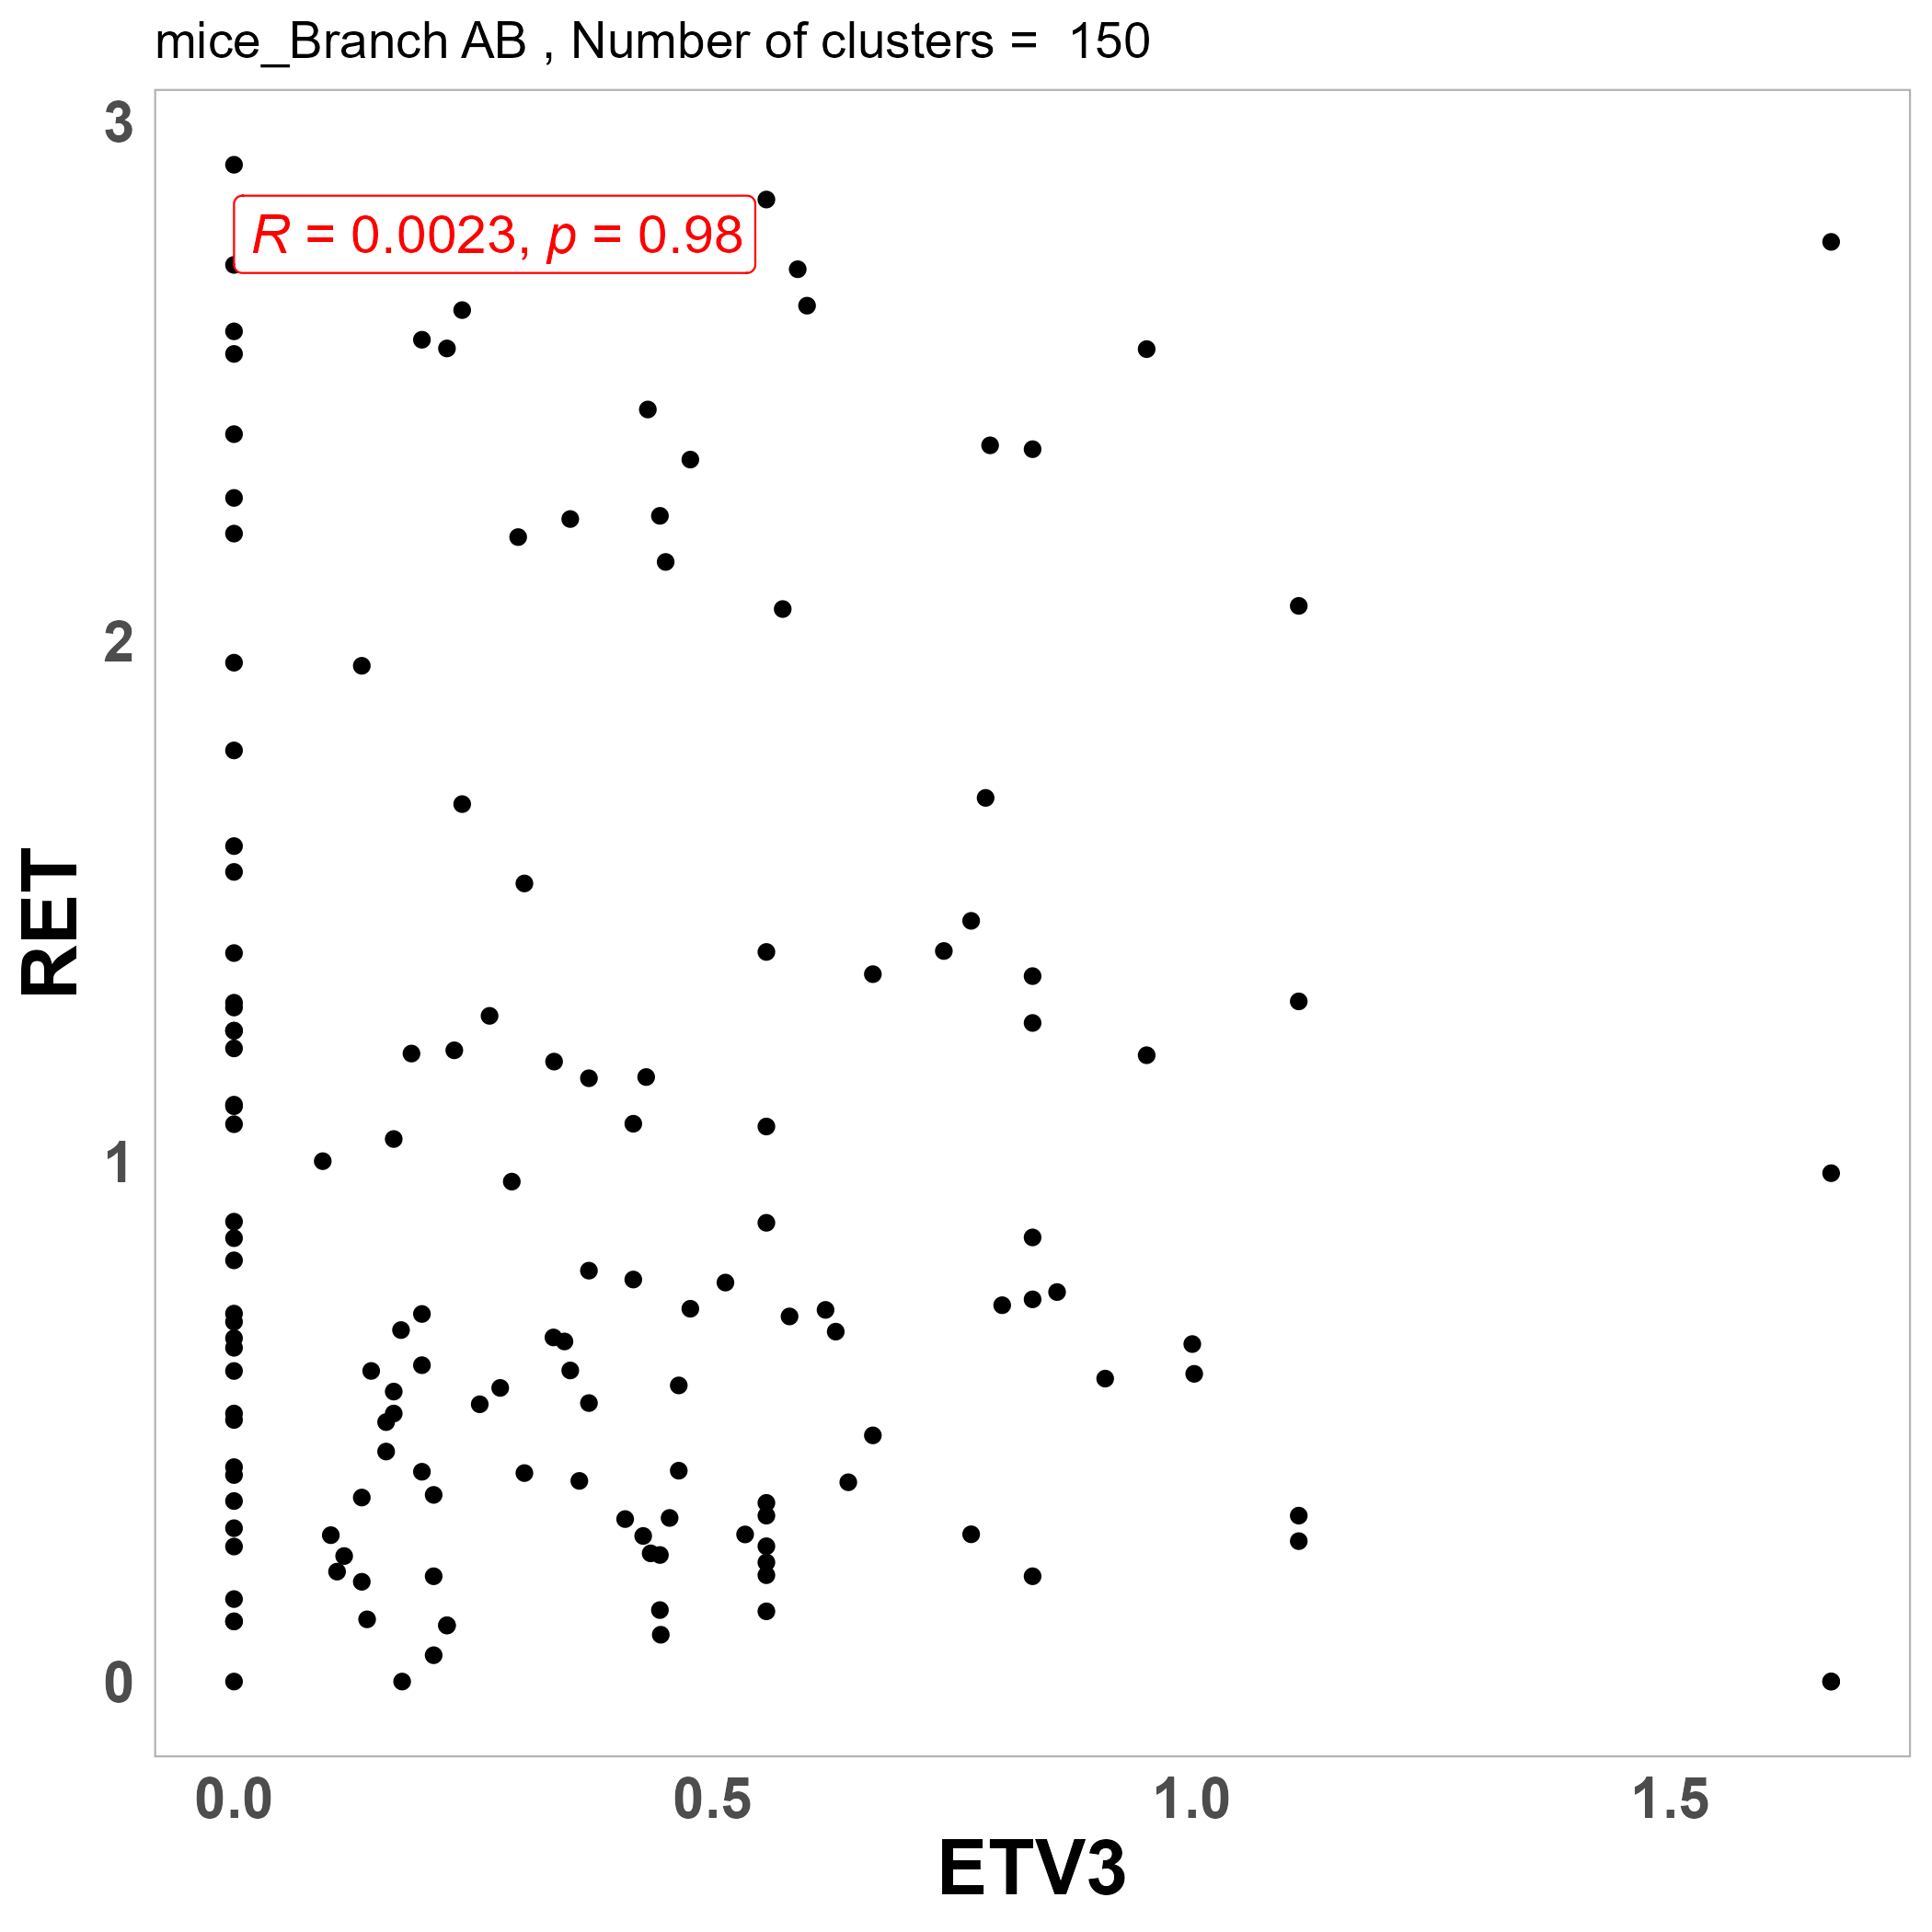 mice_Branch AB , Number of clusters =  150
3
R = 0.0023, p = 0.98
2
RET
1
0
0.0 0.5 1.0 1.5
ETV3